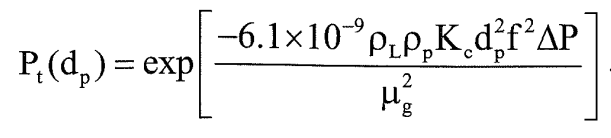 P_t(d_p) = exp[ (−6.1×10^−9 ρ_L ρ_p K_c d_p^2 f^2 ΔP) / μ_g^2 ].